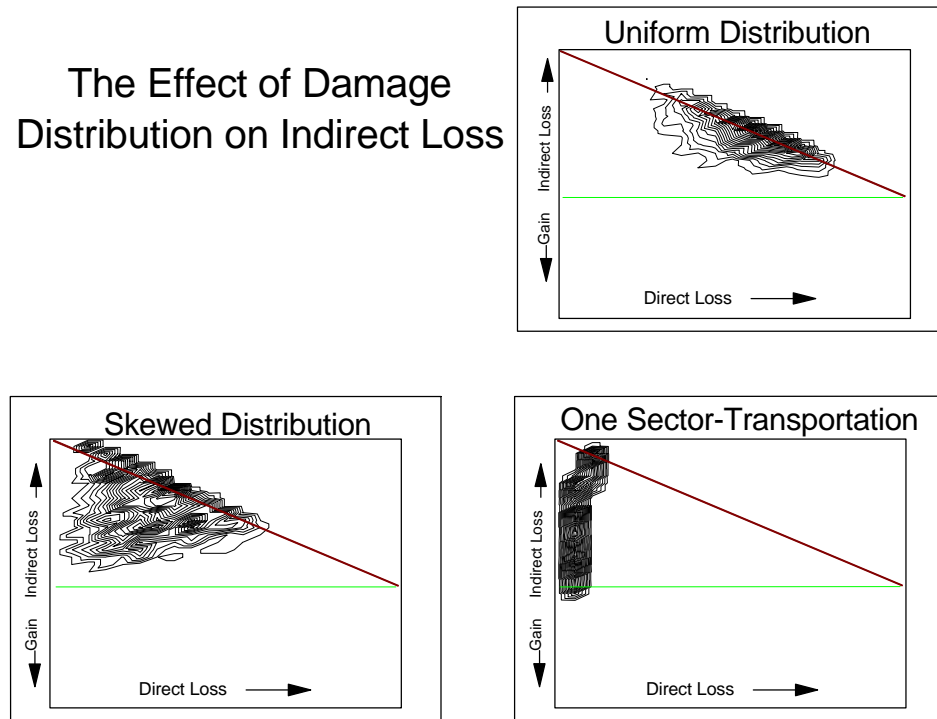 The Effect of Damage
Distribution on Indirect Loss
Uniform Distribution
Indirect Loss
Gain
Direct Loss
Skewed Distribution
Indirect Loss
Gain
Direct Loss
One Sector-Transportation
Indirect Loss
Gain
Direct Loss